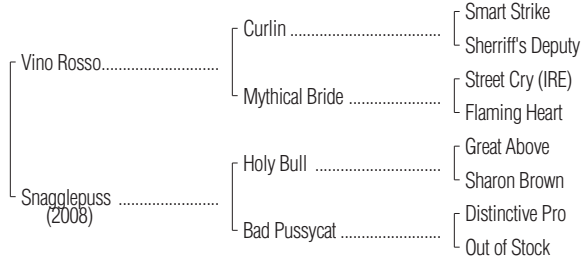 Smart Strike
Curlin ............................................
Sherriff's Deputy
Vino Rosso..................................
Street Cry (IRE)
Mythical Bride ...........................
Flaming Heart
Great Above
Holy Bull .....................................
Sharon Brown
Snagglepuss .............................
(2008)
Distinctive Pro
Bad Pussycat .............................
Out of Stock